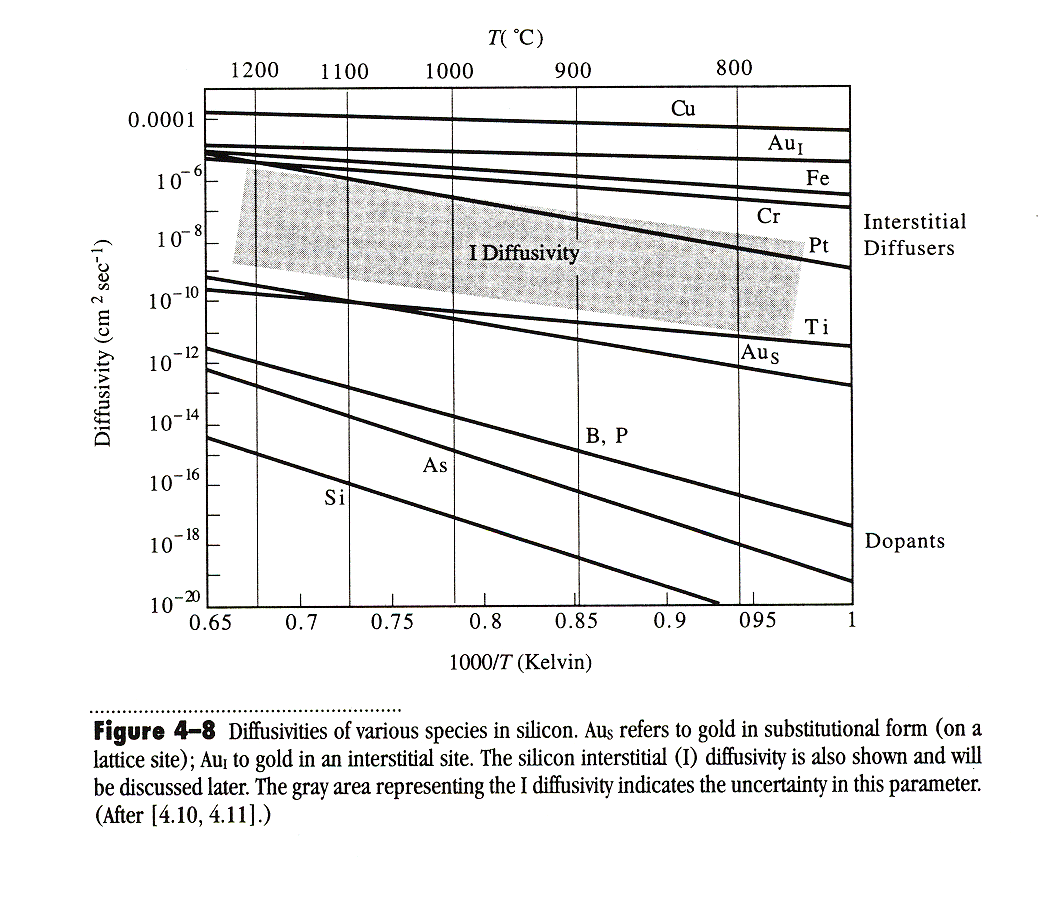 T( °C)
1200 1100 1000 900 800
Cu
0.0001
Au_I
Fe
10⁻⁶
Cr
Interstitial
Diffusers
Pt
10⁻⁸
I Diffusivity
Diffusivity (cm ² sec⁻¹)
10⁻¹⁰
Ti
Au_S
10⁻¹²
10⁻¹⁴
B, P
As
10⁻¹⁶
Si
10⁻¹⁸
Dopants
10⁻²⁰
0.65 0.7 0.75 0.8 0.85 0.9 095 1
1000/T (Kelvin)
Figure 4–8 Diffusivities of various species in silicon. Au_S refers to gold in substitutional form (on a
lattice site); Au_I to gold in an interstitial site. The silicon interstitial (I) diffusivity is also shown and will
be discussed later. The gray area representing the I diffusivity indicates the uncertainty in this parameter.
(After [4.10, 4.11].)